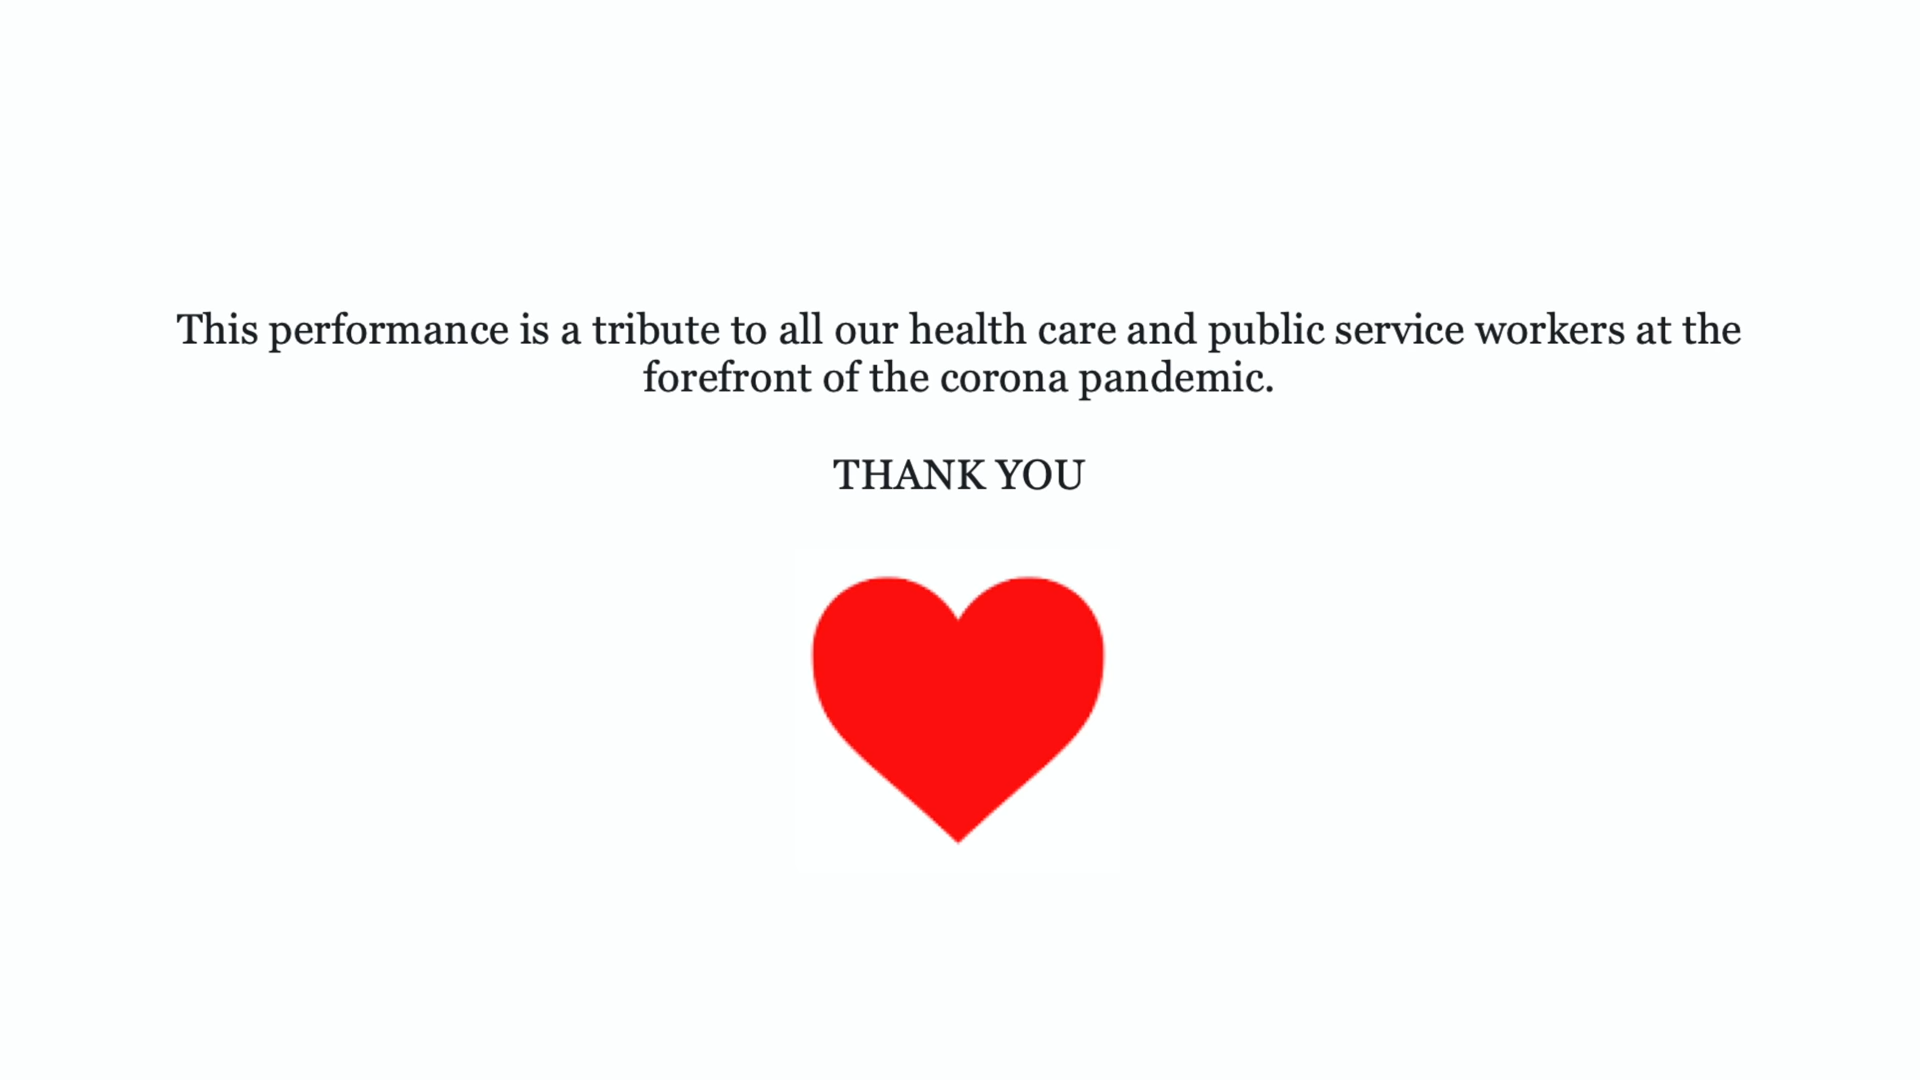 This performance is a tribute to all our health care and public service workers at the
forefront of the corona pandemic.
THANK YOU